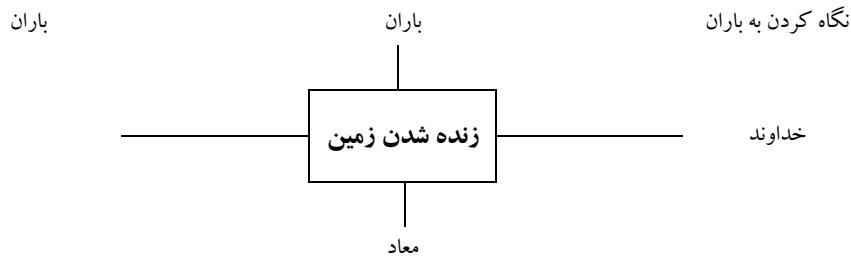 نگاه کردن به باران باران باران
خداوند زنده شدن زمین
معاد